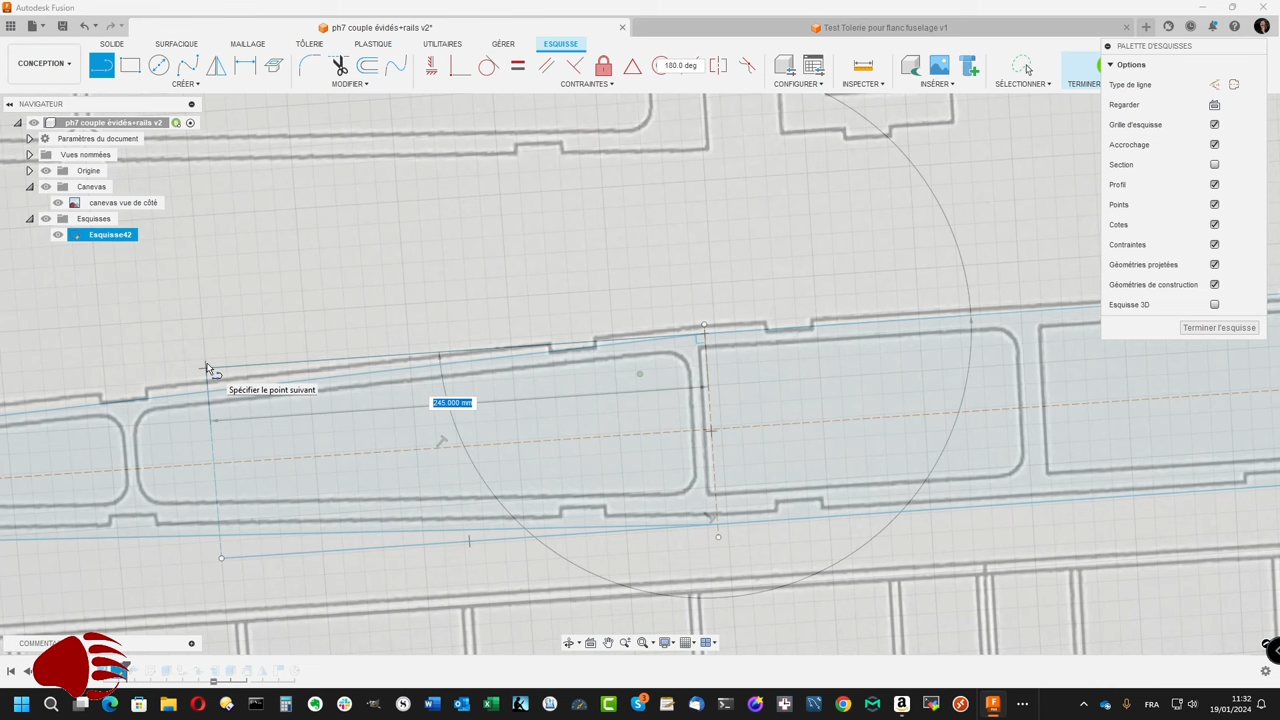 Autodesk Fusion
ph7 couple évidés+rails v2*
Test Tolerie pour flanc fuselage v1
CONCEPTION
SOLIDE
SURFACIQUE
MAILLAGE
TÔLERIE
PLASTIQUE
UTILITAIRES
GÉRER
ESQUISSE
180.0 deg
CRÉER
MODIFIER
CONTRAINTES
CONFIGURER
INSPECTER
INSÉRER
SÉLECTIONNER
TERMINER
PALETTE D'ESQUISSES
Options
Type de ligne
Regarder
Grille d'esquisse
Accrochage
Section
Profil
Points
Cotes
Contraintes
Géométries projetées
Géométries de construction
Esquisse 3D
Terminer l'esquisse
NAVIGATEUR
ph7 couple évidés+rails v2
Paramètres du document
Vues nommées
Origine
Canevas
canevas vue de côté
Esquisses
Esquisse42
Spécifier le point suivant
245.000 mm
COMMENTA
3
FRA
11:32
19/01/2024